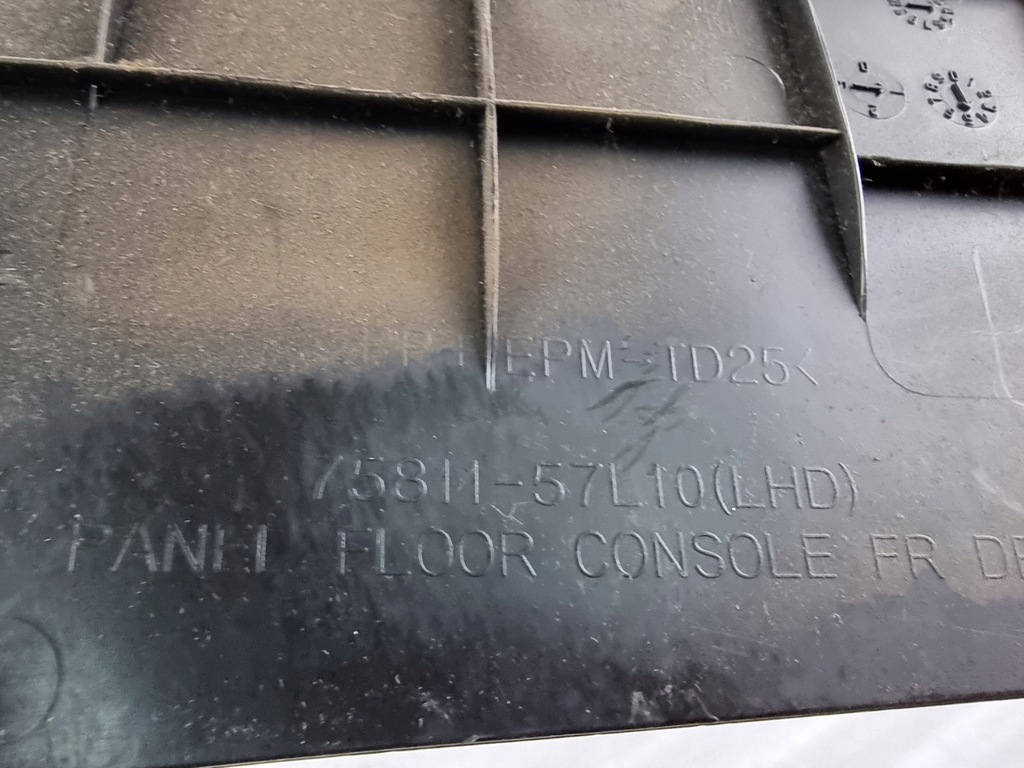 EPM-TD25<
75811-57L10(LHD)
PANEL FLOOR CONSOLE FR